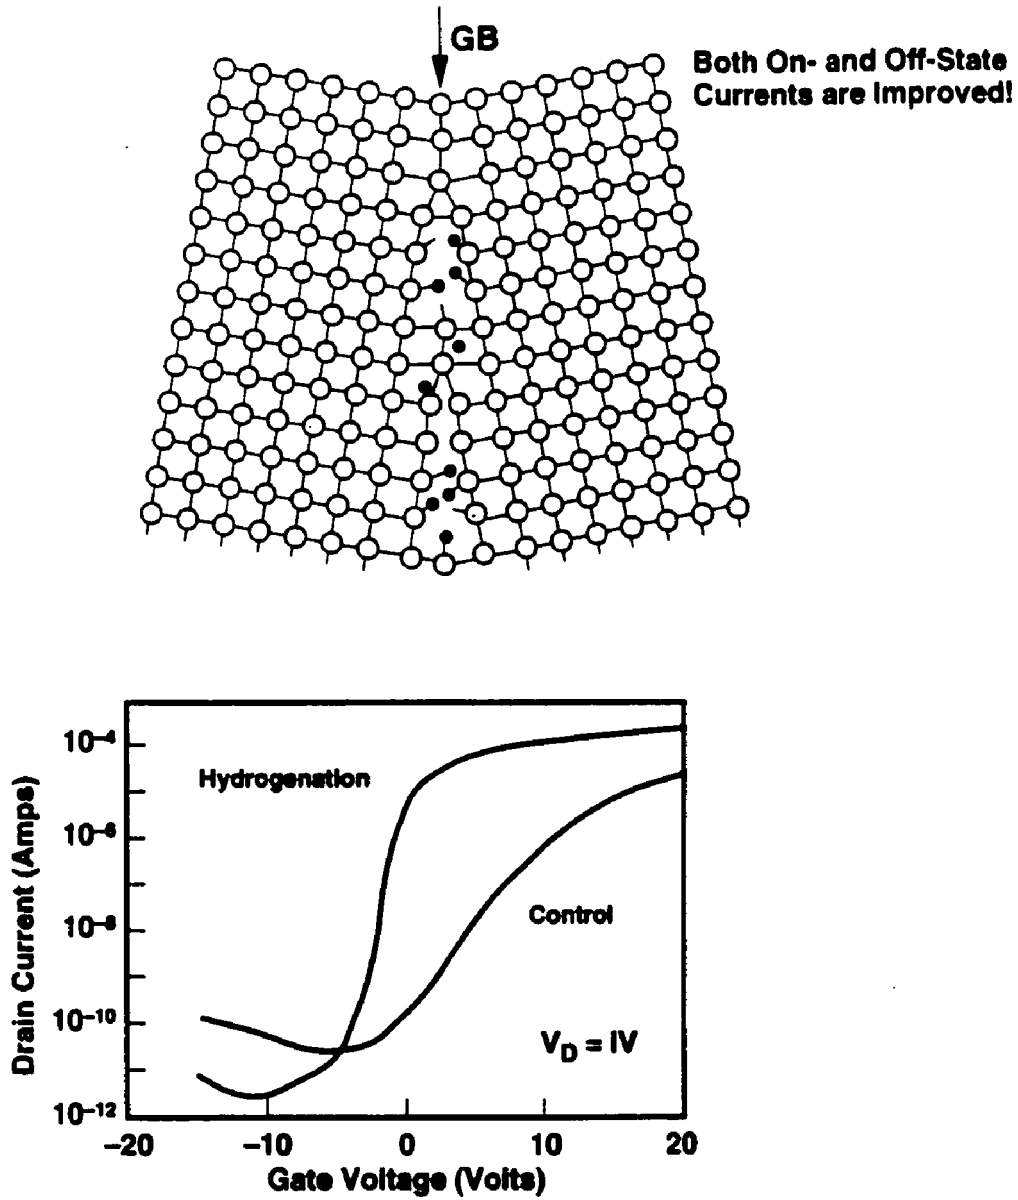 GB
Both On- and Off-State
Currents are Improved!
Drain Current (Amps)
10–4
10–6
10–8
10–10
10–12
Hydrogenation
Control
VD = IV
–20
–10
0
10
20
Gate Voltage (Volts)